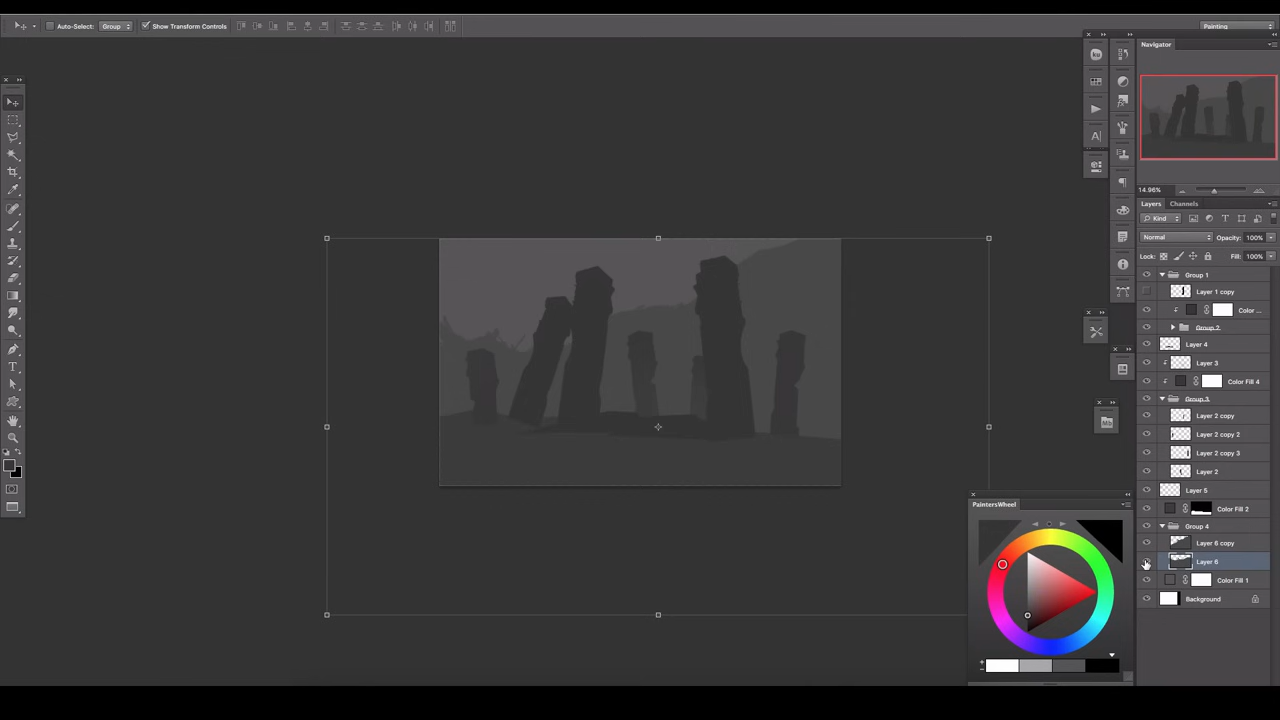 Auto-Select: Group Show Transform Controls Painting
Navigator
14.96%
Layers Channels
Kind
Normal Opacity: 100%
Lock: Fill: 100%
Group 1
Layer 1 copy
Color ...
Group 2
Layer 4
Layer 3
Color Fill 4
Group 3
Layer 2 copy
Layer 2 copy 2
Layer 2 copy 3
Layer 2
Layer 5
Color Fill 2
Group 4
Layer 6 copy
Layer 6
Color Fill 1
Background
PaintersWheel